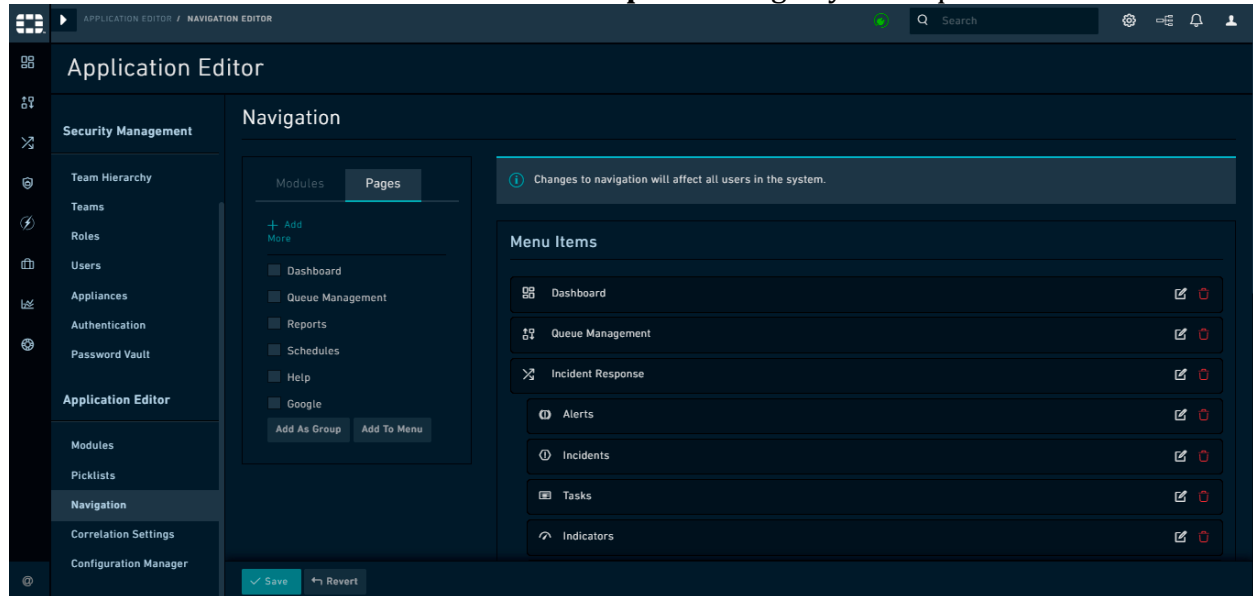 APPLICATION EDITOR / NAVIGATION EDITOR
Search
Application Editor
Security Management
Team Hierarchy
Teams
Roles
Users
Appliances
Authentication
Password Vault
Application Editor
Modules
Picklists
Navigation
Correlation Settings
Configuration Manager
@
Navigation
Modules Pages
+ Add
More
Dashboard
Queue Management
Reports
Schedules
Help
Google
Add As Group Add To Menu
Changes to navigation will affect all users in the system.
Menu Items
Dashboard
Queue Management
Incident Response
Alerts
Incidents
Tasks
Indicators
Save Revert